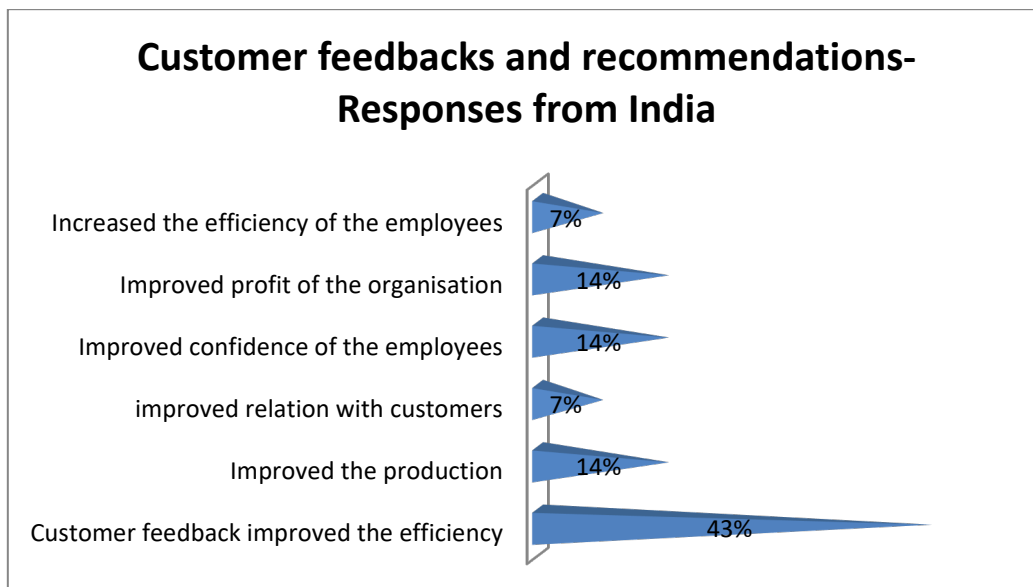 Customer feedbacks and recommendations-
Responses from India
Increased the efficiency of the employees
7%
Improved profit of the organisation
14%
Improved confidence of the employees
14%
improved relation with customers
7%
Improved the production
14%
Customer feedback improved the efficiency
43%